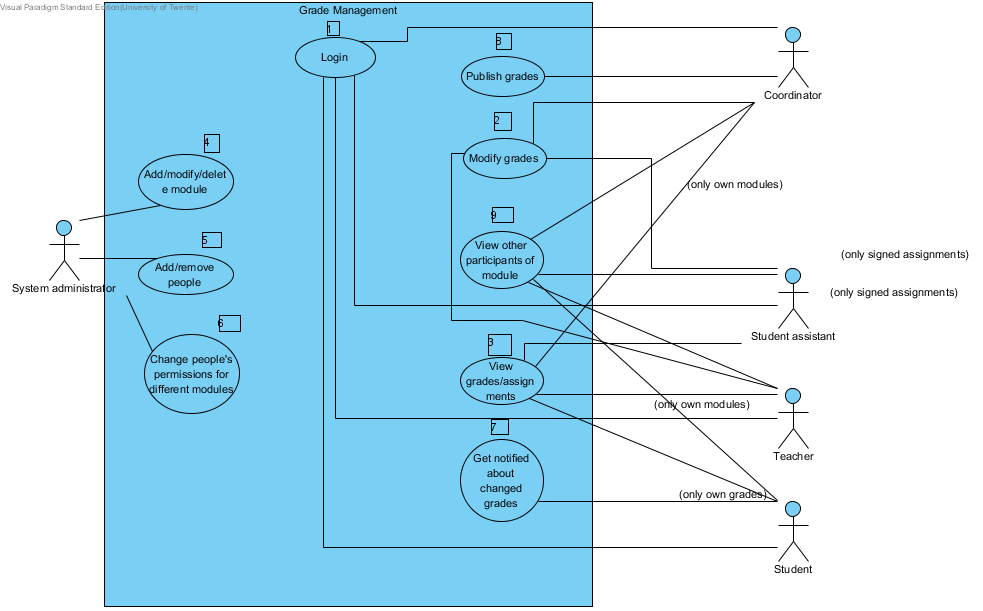 Visual Paradigm Standard Edition(University of Twente)
Grade Management
1
Login
8
Publish grades
Coordinator
2
Modify grades
4
Add/modify/delet
e module
(only own modules)
9
View other
participants of
module
5
Add/remove
people
System administrator
(only signed assignments)
(only signed assignments)
Student assistant
6
Change people's
permissions for
different modules
3
View
grades/assign
ments
(only own modules)
7
Get notified
about
changed
grades
Teacher
(only own grades)
Student